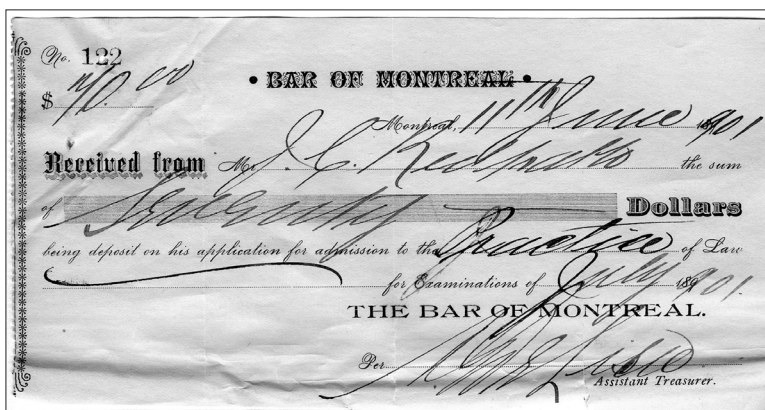 No. 122
$ 70.00
• BAR OF MONTREAL •
Montreal, 11th June 1901
Received from Mr J. C. Redpath the sum
of Seventy Dollars
being deposit on his application for admission to the Practice of Law
for Examinations of July 1901.
THE BAR OF MONTREAL.
Per
Assistant Treasurer.